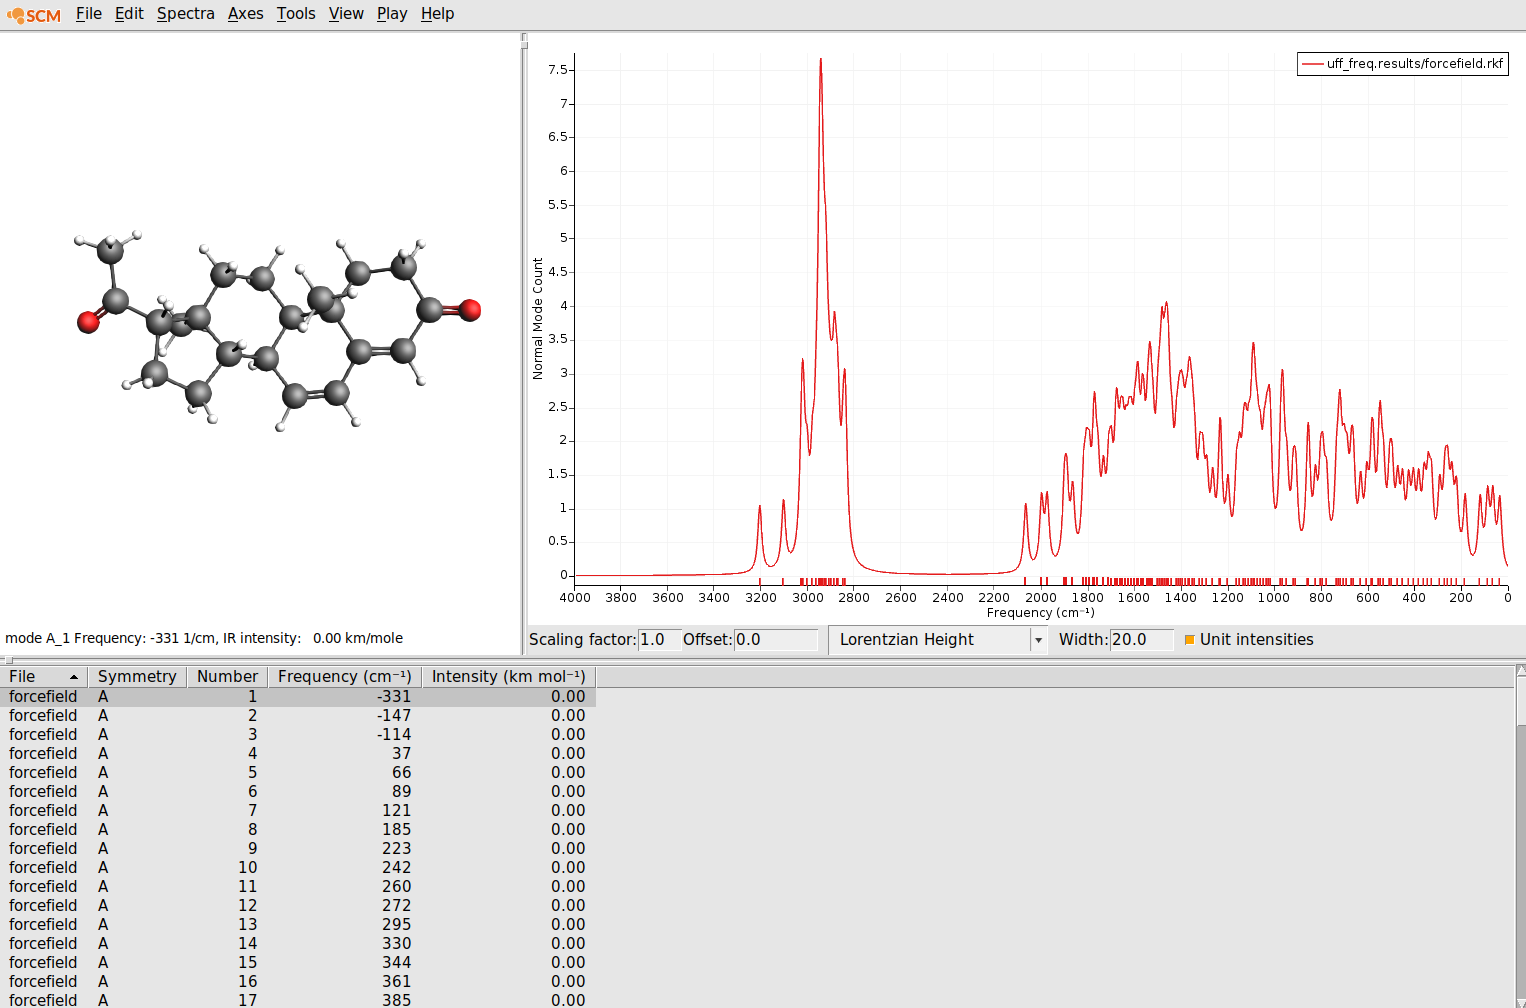 SCM File Edit Spectra Axes Tools View Play Help
uff_freq.results/forcefield.rkf
Normal Mode Count
7.5
7
6.5
6
5.5
5
4.5
4
3.5
3
2.5
2
1.5
1
0.5
0
4000 3800 3600 3400 3200 3000 2800 2600 2400 2200 2000 1800 1600 1400 1200 1000 800 600 400 200 0
Frequency (cm⁻¹)
mode A_1 Frequency: -331 1/cm, IR intensity: 0.00 km/mole
Scaling factor: 1.0 Offset: 0.0 Lorentzian Height Width: 20.0 Unit intensities
File Symmetry Number Frequency (cm⁻¹) Intensity (km mol⁻¹)
forcefield A 1 -331 0.00
forcefield A 2 -147 0.00
forcefield A 3 -114 0.00
forcefield A 4 37 0.00
forcefield A 5 66 0.00
forcefield A 6 89 0.00
forcefield A 7 121 0.00
forcefield A 8 185 0.00
forcefield A 9 223 0.00
forcefield A 10 242 0.00
forcefield A 11 260 0.00
forcefield A 12 272 0.00
forcefield A 13 295 0.00
forcefield A 14 330 0.00
forcefield A 15 344 0.00
forcefield A 16 361 0.00
forcefield A 17 385 0.00